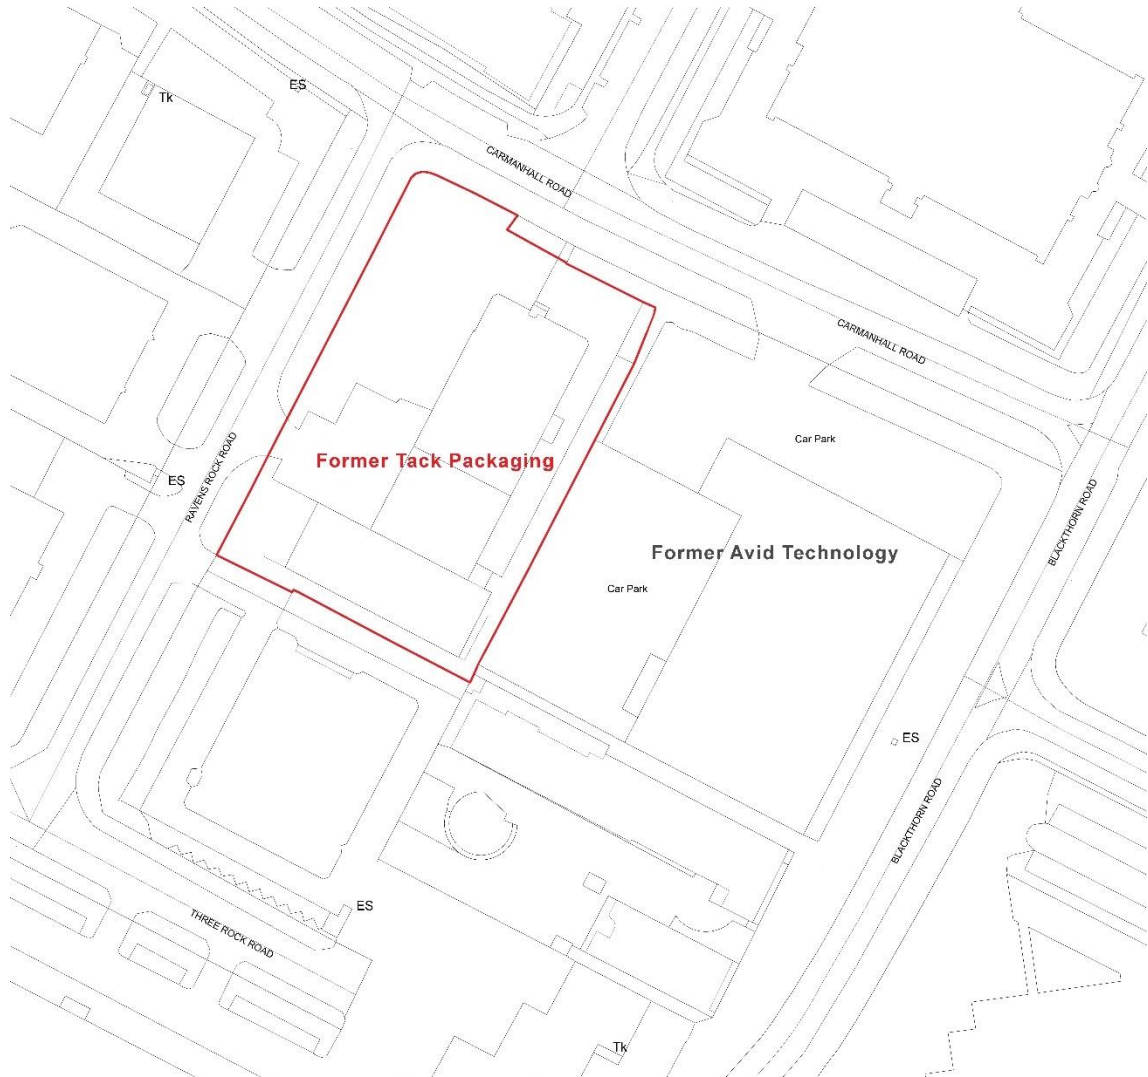 ES
Tk
CARMANHALL ROAD
CARMANHALL ROAD
Car Park
RAVENS ROCK ROAD
Former Tack Packaging
ES
BLACKTHORN ROAD
Former Avid Technology
Car Park
ES
BLACKTHORN ROAD
ES
THREE ROCK ROAD
Tk